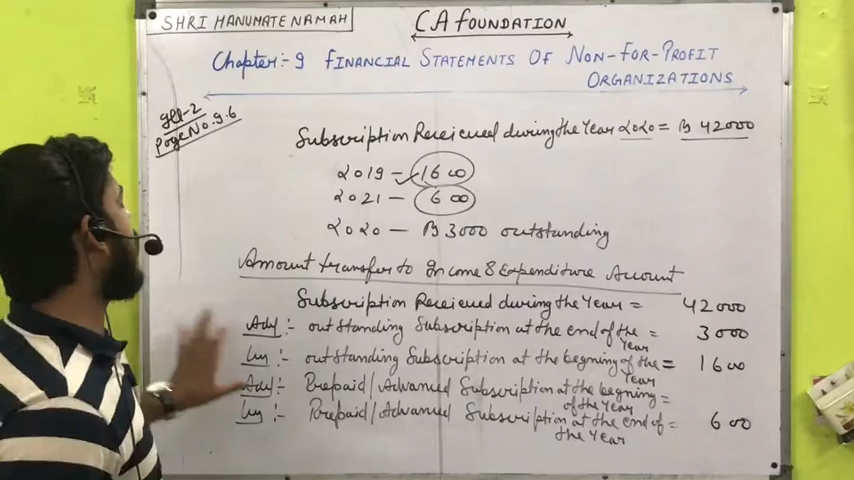 SHRI HANUMATE NAMAH
CA FOUNDATION
Chapter:- 9 FINANCIAL STATEMENTS OF NON-FOR-PROFIT
ORGANIZATIONS
Page No. 9.6
Subscription Received during the Year 2020 = ₨ 42000
2019 - 1600
2021 - 600
2020 - ₨ 3000 outstanding
Amount transfer to Income & Expenditure Account
Subscription Received during the Year = 42000
Add :- outstanding Subscription at the end of the Year = 3000
Less :- outstanding Subscription at the begning of the Year = 1600
Add :- Prepaid/Advanced Subscription at the begning of the Year =
Less :- Prepaid/Advanced Subscription at the end of the Year = 600